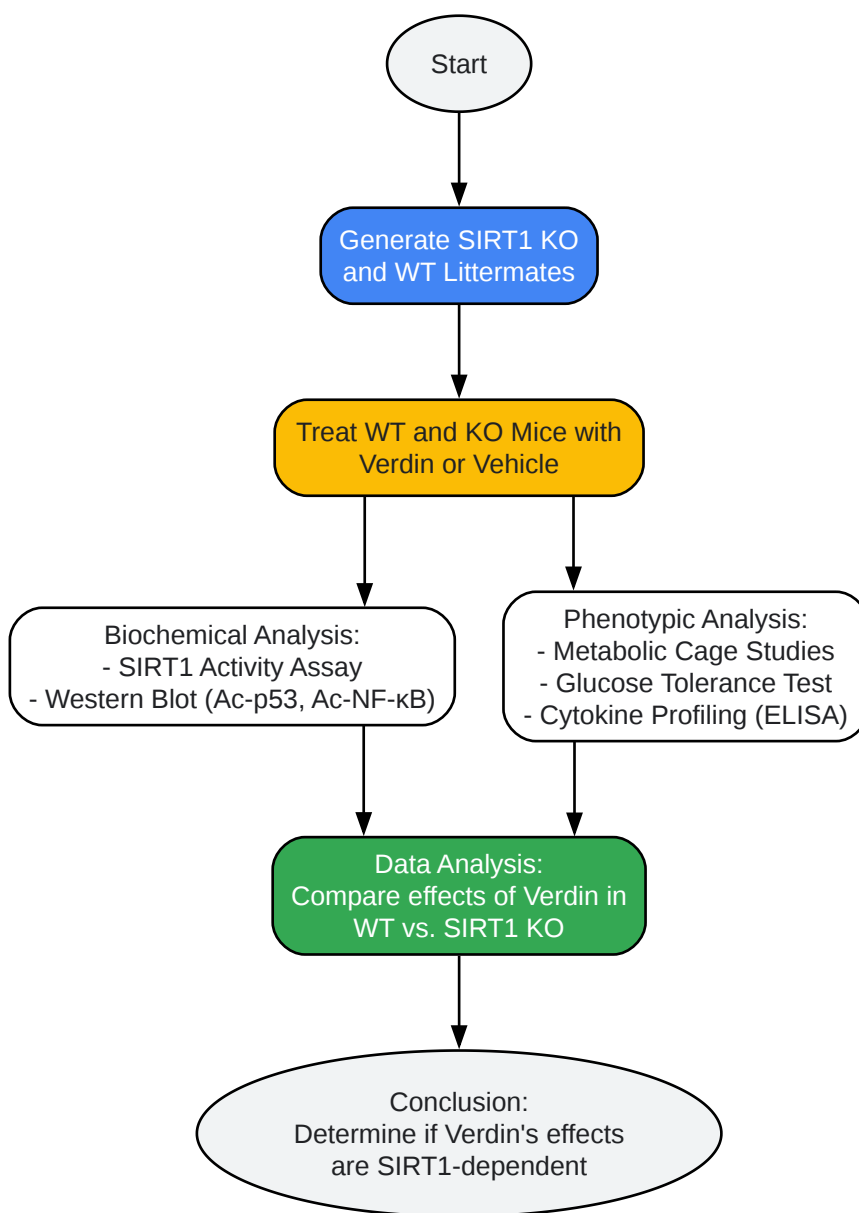 Start
Generate SIRT1 KO
and WT Littermates
Treat WT and KO Mice with
Verdin or Vehicle
Biochemical Analysis:
- SIRT1 Activity Assay
- Western Blot (Ac-p53, Ac-NF-κB)
Phenotypic Analysis:
- Metabolic Cage Studies
- Glucose Tolerance Test
- Cytokine Profiling (ELISA)
Data Analysis:
Compare effects of Verdin in
WT vs. SIRT1 KO
Conclusion:
Determine if Verdin's effects
are SIRT1-dependent